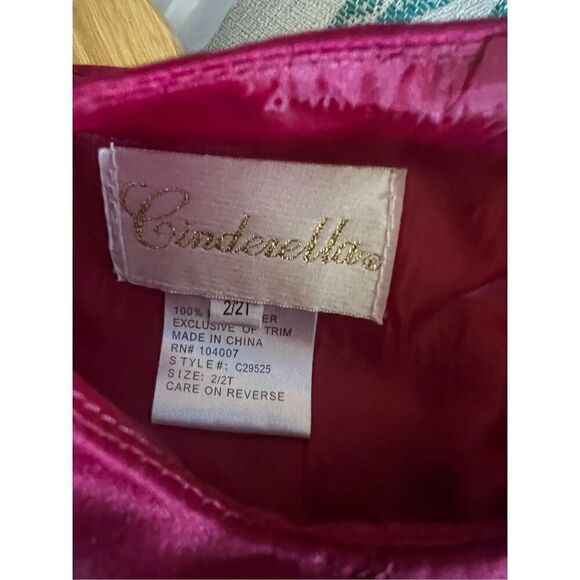 Cinderella®
2/2T
100% ER
EXCLUSIVE OF TRIM
MADE IN CHINA
RN# 104007
STYLE#: C29525
SIZE: 2/2T
CARE ON REVERSE